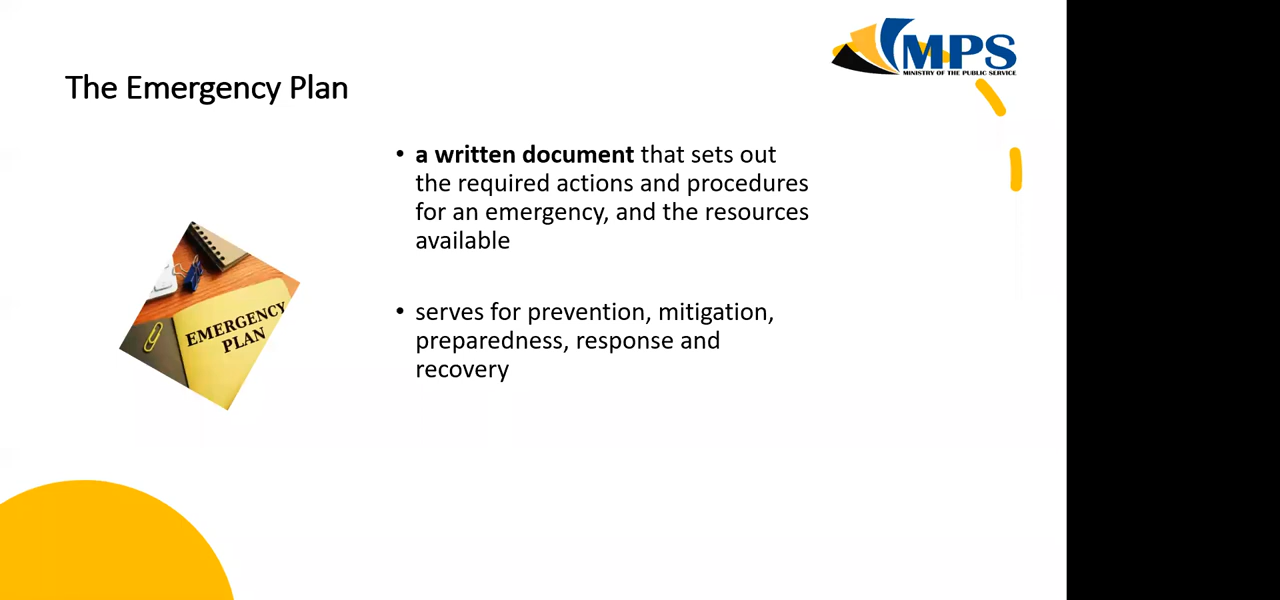 MPS
MINISTRY OF THE PUBLIC SERVICE
The Emergency Plan
• a written document that sets out
the required actions and procedures
for an emergency, and the resources
available
• serves for prevention, mitigation,
preparedness, response and
recovery
EMERGENCY
PLAN